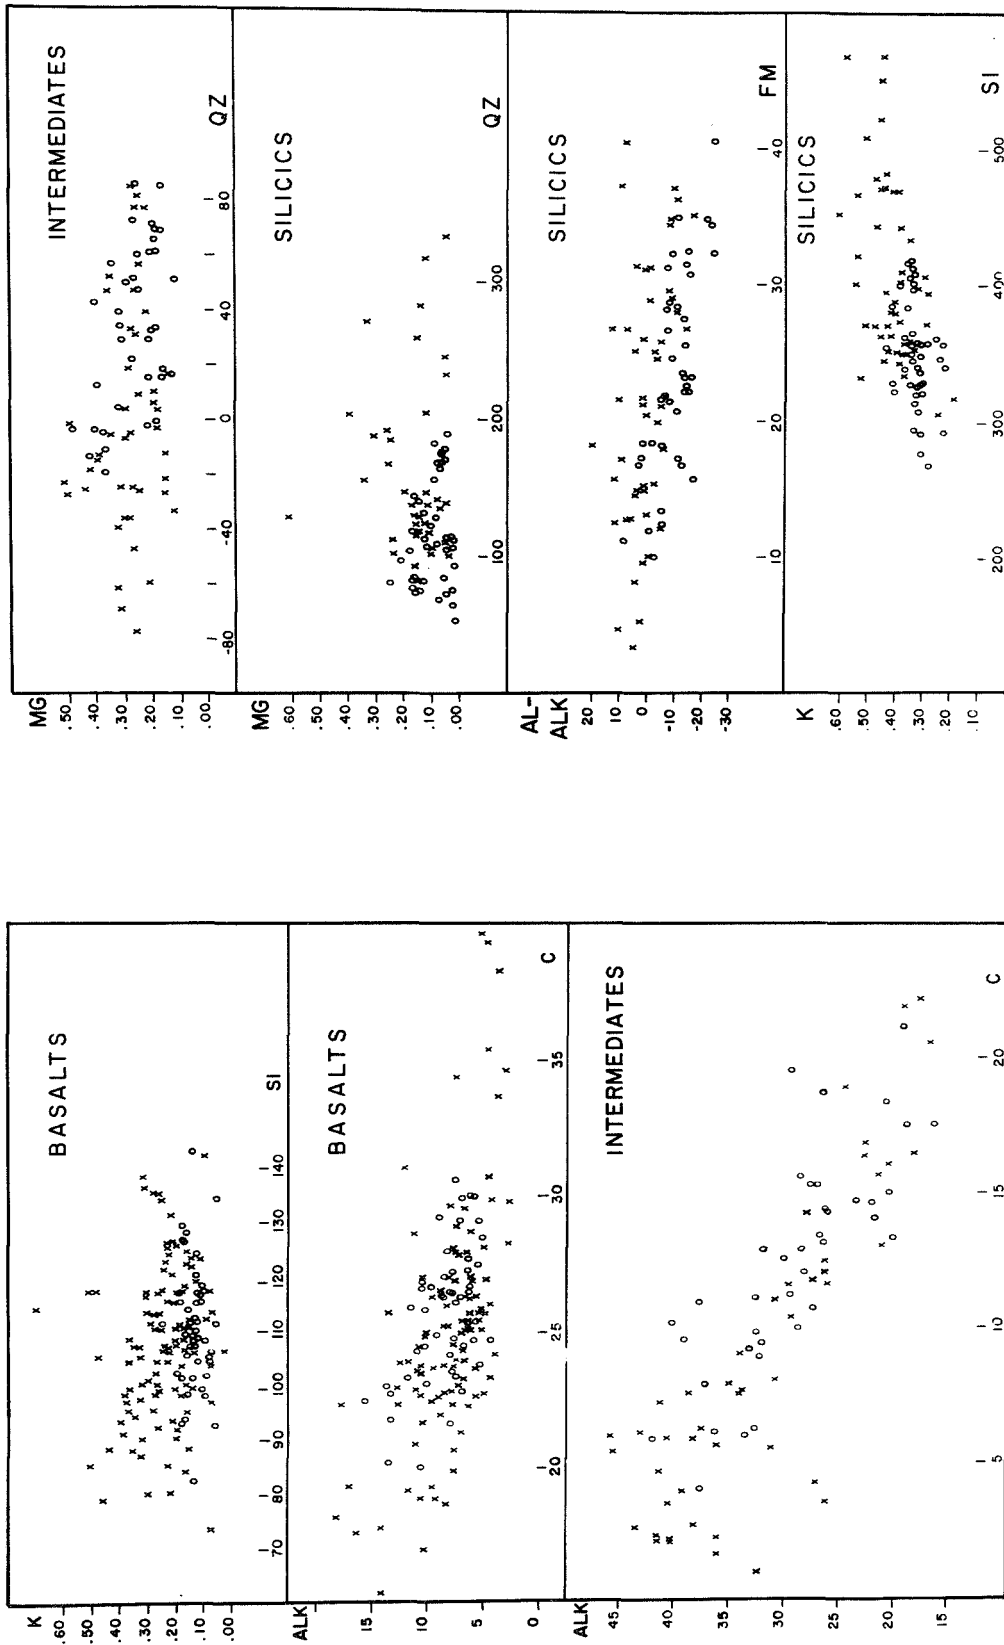 BASALTS
K
.60
.50
.40
.30
.20
.10
.00
70 80 90 100 110 120 130 140 SI
BASALTS
ALK
15
10
5
0
20 25 30 35 C
INTERMEDIATES
ALK
45
40
35
30
25
20
15
5 10 15 20 C
INTERMEDIATES
MG
.50
.40
.30
.20
.10
.00
-80 -40 0 40 80 QZ
SILICICS
MG
.60
.50
.40
.30
.20
.10
.00
100 200 300 QZ
SILICICS
AL-
ALK
20
10
0
-10
-20
-30
10 20 30 40 FM
SILICICS
K
.60
.50
.40
.30
.20
.10
200 300 400 500 SI